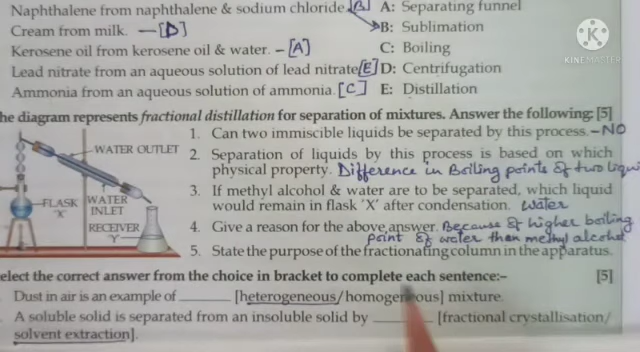 Naphthalene from naphthalene & sodium chloride [B] A: Separating funnel
Cream from milk. — [D] B: Sublimation
Kerosene oil from kerosene oil & water. – [A] C: Boiling
Lead nitrate from an aqueous solution of lead nitrate [E] D: Centrifugation
Ammonia from an aqueous solution of ammonia. [C] E: Distillation
KINEMASTER
he diagram represents fractional distillation for separation of mixtures. Answer the following: [5]
WATER OUTLET
FLASK 'X'
WATER INLET
RECEIVER 'Y'
1. Can two immiscible liquids be separated by this process. – NO
2. Separation of liquids by this process is based on which
physical property. Difference in Boiling points of two liqui
3. If methyl alcohol & water are to be separated, which liquid
would remain in flask 'X' after condensation. Water
4. Give a reason for the above answer. Because of higher boiling
point of water than methyl alcohol
5. State the purpose of the fractionating column in the apparatus.
elect the correct answer from the choice in bracket to complete each sentence:– [5]
Dust in air is an example of ______ [heterogeneous/homogeneous] mixture.
A soluble solid is separated from an insoluble solid by ______ [fractional crystallisation/
solvent extraction].